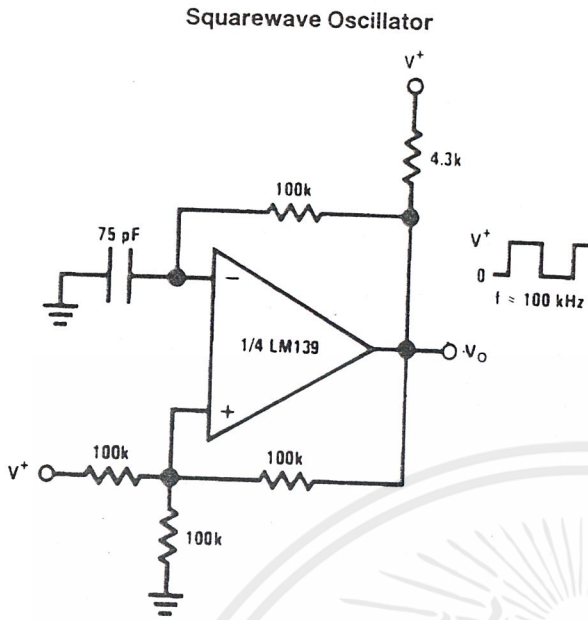 Squarewave Oscillator
V+
4.3k
100k
75 pF
V+
0
f ≈ 100 kHz
−
1/4 LM139
VO
+
100k
V+
100k
100k